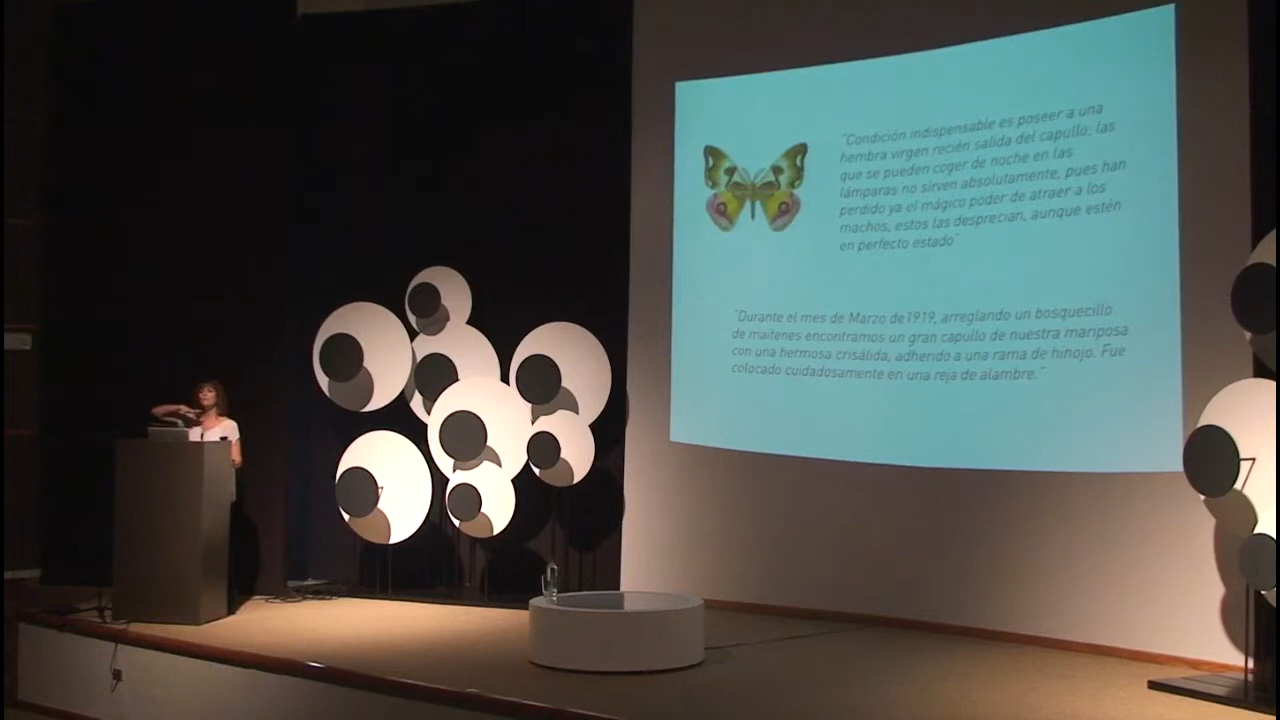 “Condición indispensable es poseer a una
hembra virgen recién salida del capullo; las
que se pueden coger de noche en las
lámparas no sirven absolutamente, pues han
perdido ya el mágico poder de atraer a los
machos, estos las desprecian, aunque estén
en perfecto estado”
“Durante el mes de Marzo de1919, arreglando un bosquecillo
de maitenes encontramos un gran capullo de nuestra mariposa
con una hermosa crisálida, adherido a una rama de hinojo. Fue
colocado cuidadosamente en una reja de alambre.”